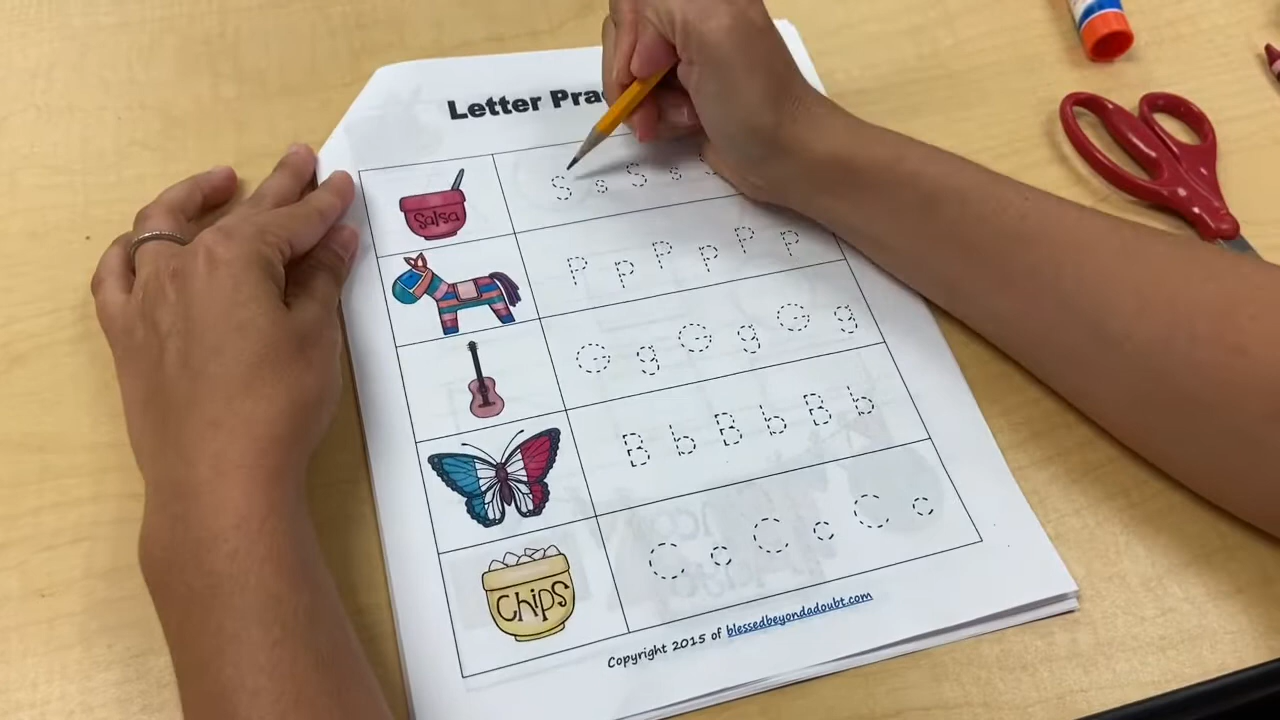 Letter Pra
Salsa
S s S s S
P p P p P p
G g G g G g
B b B b B b
C c C c C c
CHiPS
Copyright 2015 of blessedbeyondadoubt.com